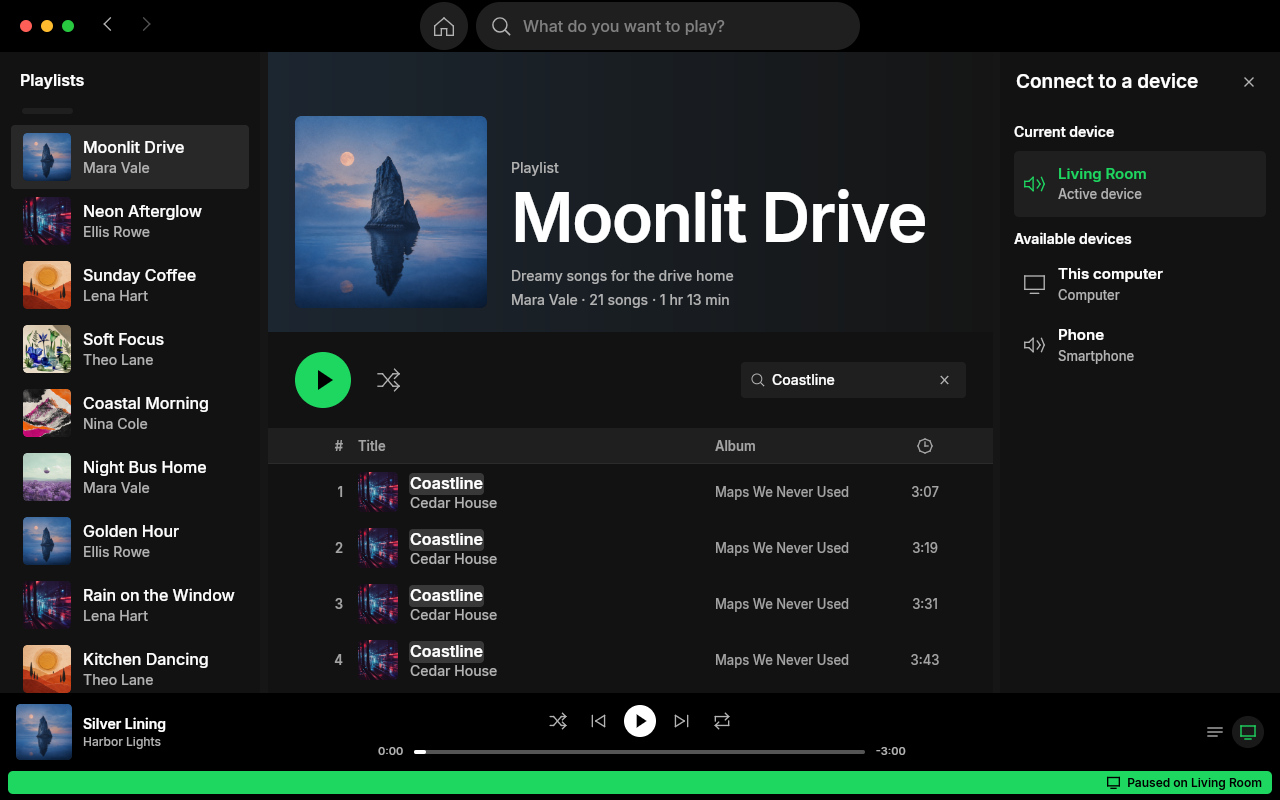 What do you want to play?
Playlists
Moonlit Drive
Mara Vale
Neon Afterglow
Ellis Rowe
Sunday Coffee
Lena Hart
Soft Focus
Theo Lane
Coastal Morning
Nina Cole
Night Bus Home
Mara Vale
Golden Hour
Ellis Rowe
Rain on the Window
Lena Hart
Kitchen Dancing
Theo Lane
Playlist
Moonlit Drive
Dreamy songs for the drive home
Mara Vale · 21 songs · 1 hr 13 min
Coastline
# Title Album
1 Coastline Maps We Never Used 3:07
Cedar House
2 Coastline Maps We Never Used 3:19
Cedar House
3 Coastline Maps We Never Used 3:31
Cedar House
4 Coastline Maps We Never Used 3:43
Cedar House
Connect to a device
Current device
Living Room
Active device
Available devices
This computer
Computer
Phone
Smartphone
Silver Lining
Harbor Lights
0:00 -3:00
Paused on Living Room